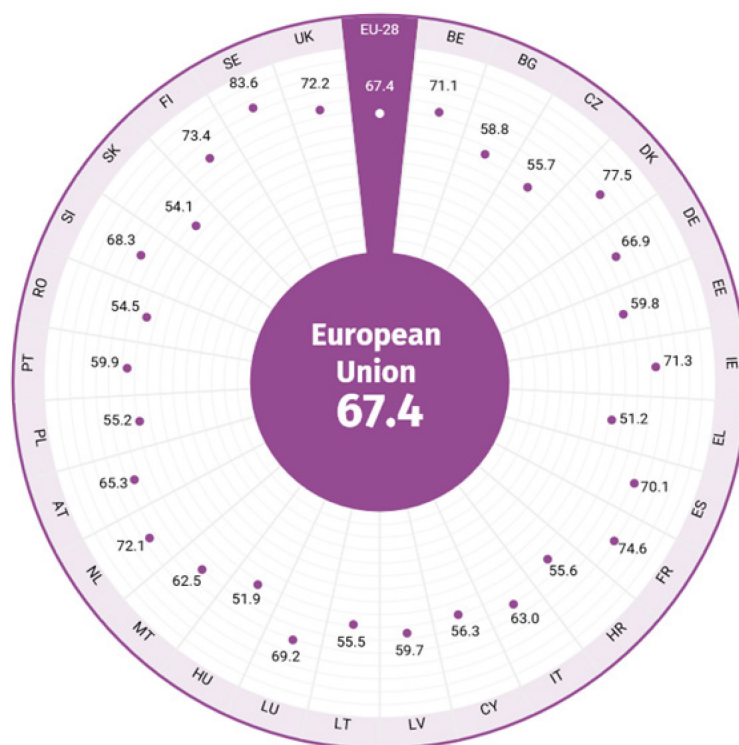 EU-28
67.4
BE
71.1
BG
58.8
CZ
55.7
DK
77.5
DE
66.9
EE
59.8
IE
71.3
EL
51.2
ES
70.1
FR
74.6
HR
55.6
IT
63.0
CY
56.3
LV
59.7
LT
55.5
LU
69.2
HU
51.9
MT
62.5
NL
72.1
AT
65.3
PL
55.2
PT
59.9
RO
54.5
SI
68.3
SK
54.1
FI
73.4
SE
83.6
UK
72.2
European
Union
67.4